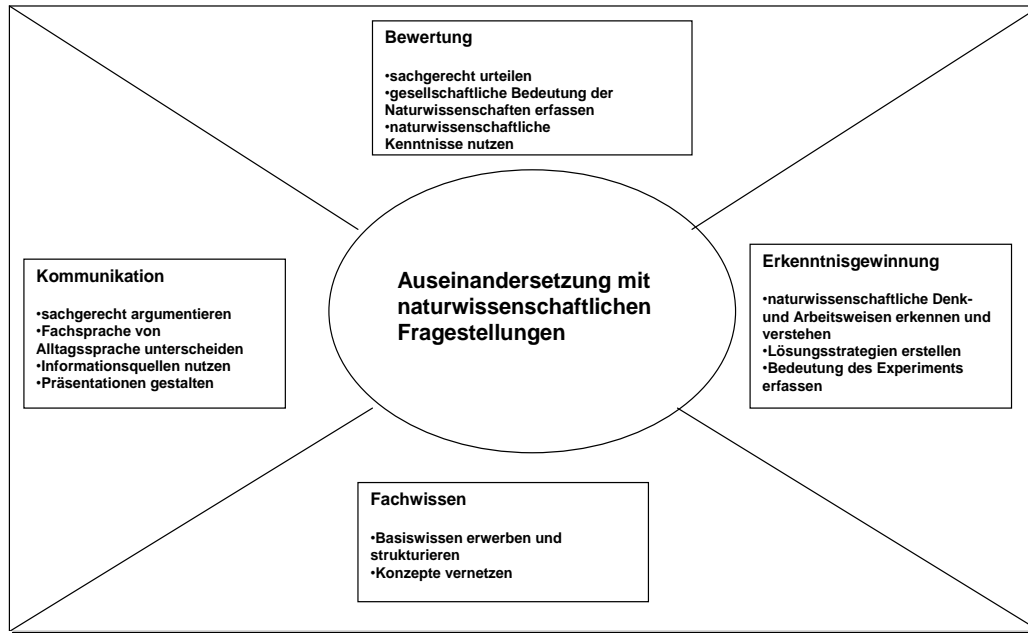 Bewertung
•sachgerecht urteilen
•gesellschaftliche Bedeutung der
Naturwissenschaften erfassen
•naturwissenschaftliche
Kenntnisse nutzen
Kommunikation
•sachgerecht argumentieren
•Fachsprache von
Alltagssprache unterscheiden
•Informationsquellen nutzen
•Präsentationen gestalten
Auseinandersetzung mit
naturwissenschaftlichen
Fragestellungen
Erkenntnisgewinnung
•naturwissenschaftliche Denk-
und Arbeitsweisen erkennen und
verstehen
•Lösungsstrategien erstellen
•Bedeutung des Experiments
erfassen
Fachwissen
•Basiswissen erwerben und
strukturieren
•Konzepte vernetzen